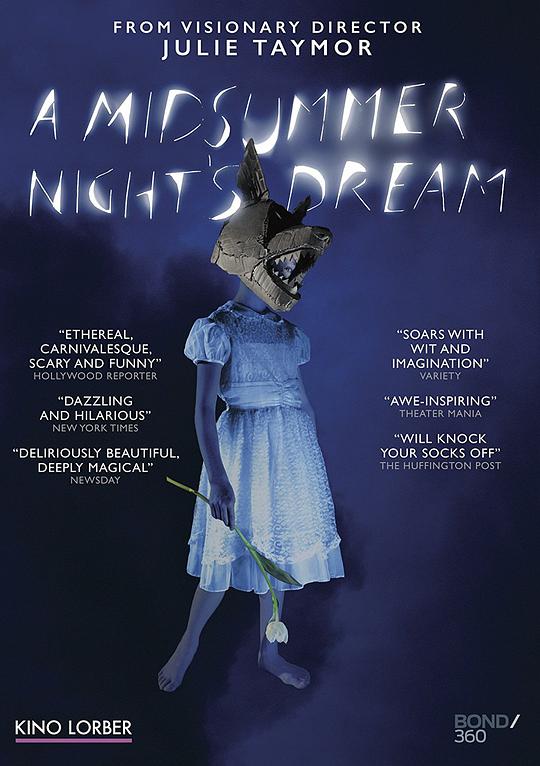 FROM VISIONARY DIRECTOR
JULIE TAYMOR
A MIDSUMMER
NIGHT'S DREAM
“ETHEREAL,
CARNIVALESQUE,
SCARY AND FUNNY”
HOLLYWOOD REPORTER
“DAZZLING
AND HILARIOUS”
NEW YORK TIMES
“DELIRIOUSLY BEAUTIFUL,
DEEPLY MAGICAL”
NEWSDAY
“SOARS WITH
WIT AND
IMAGINATION”
VARIETY
“AWE-INSPIRING”
THEATER MANIA
“WILL KNOCK
YOUR SOCKS OFF”
THE HUFFINGTON POST
KINO LORBER
BOND/
360